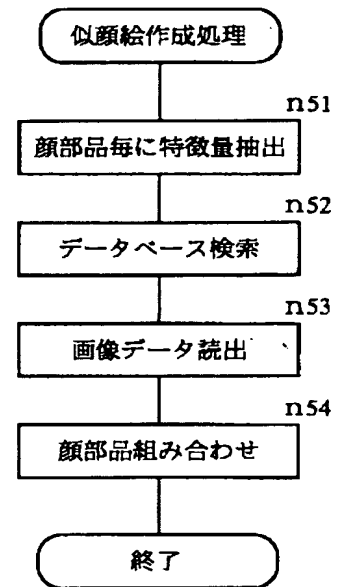 似顔絵作成処理
n51
顔部品毎に特徴量抽出
n52
データベース検索
n53
画像データ読出
n54
顔部品組み合わせ
終了